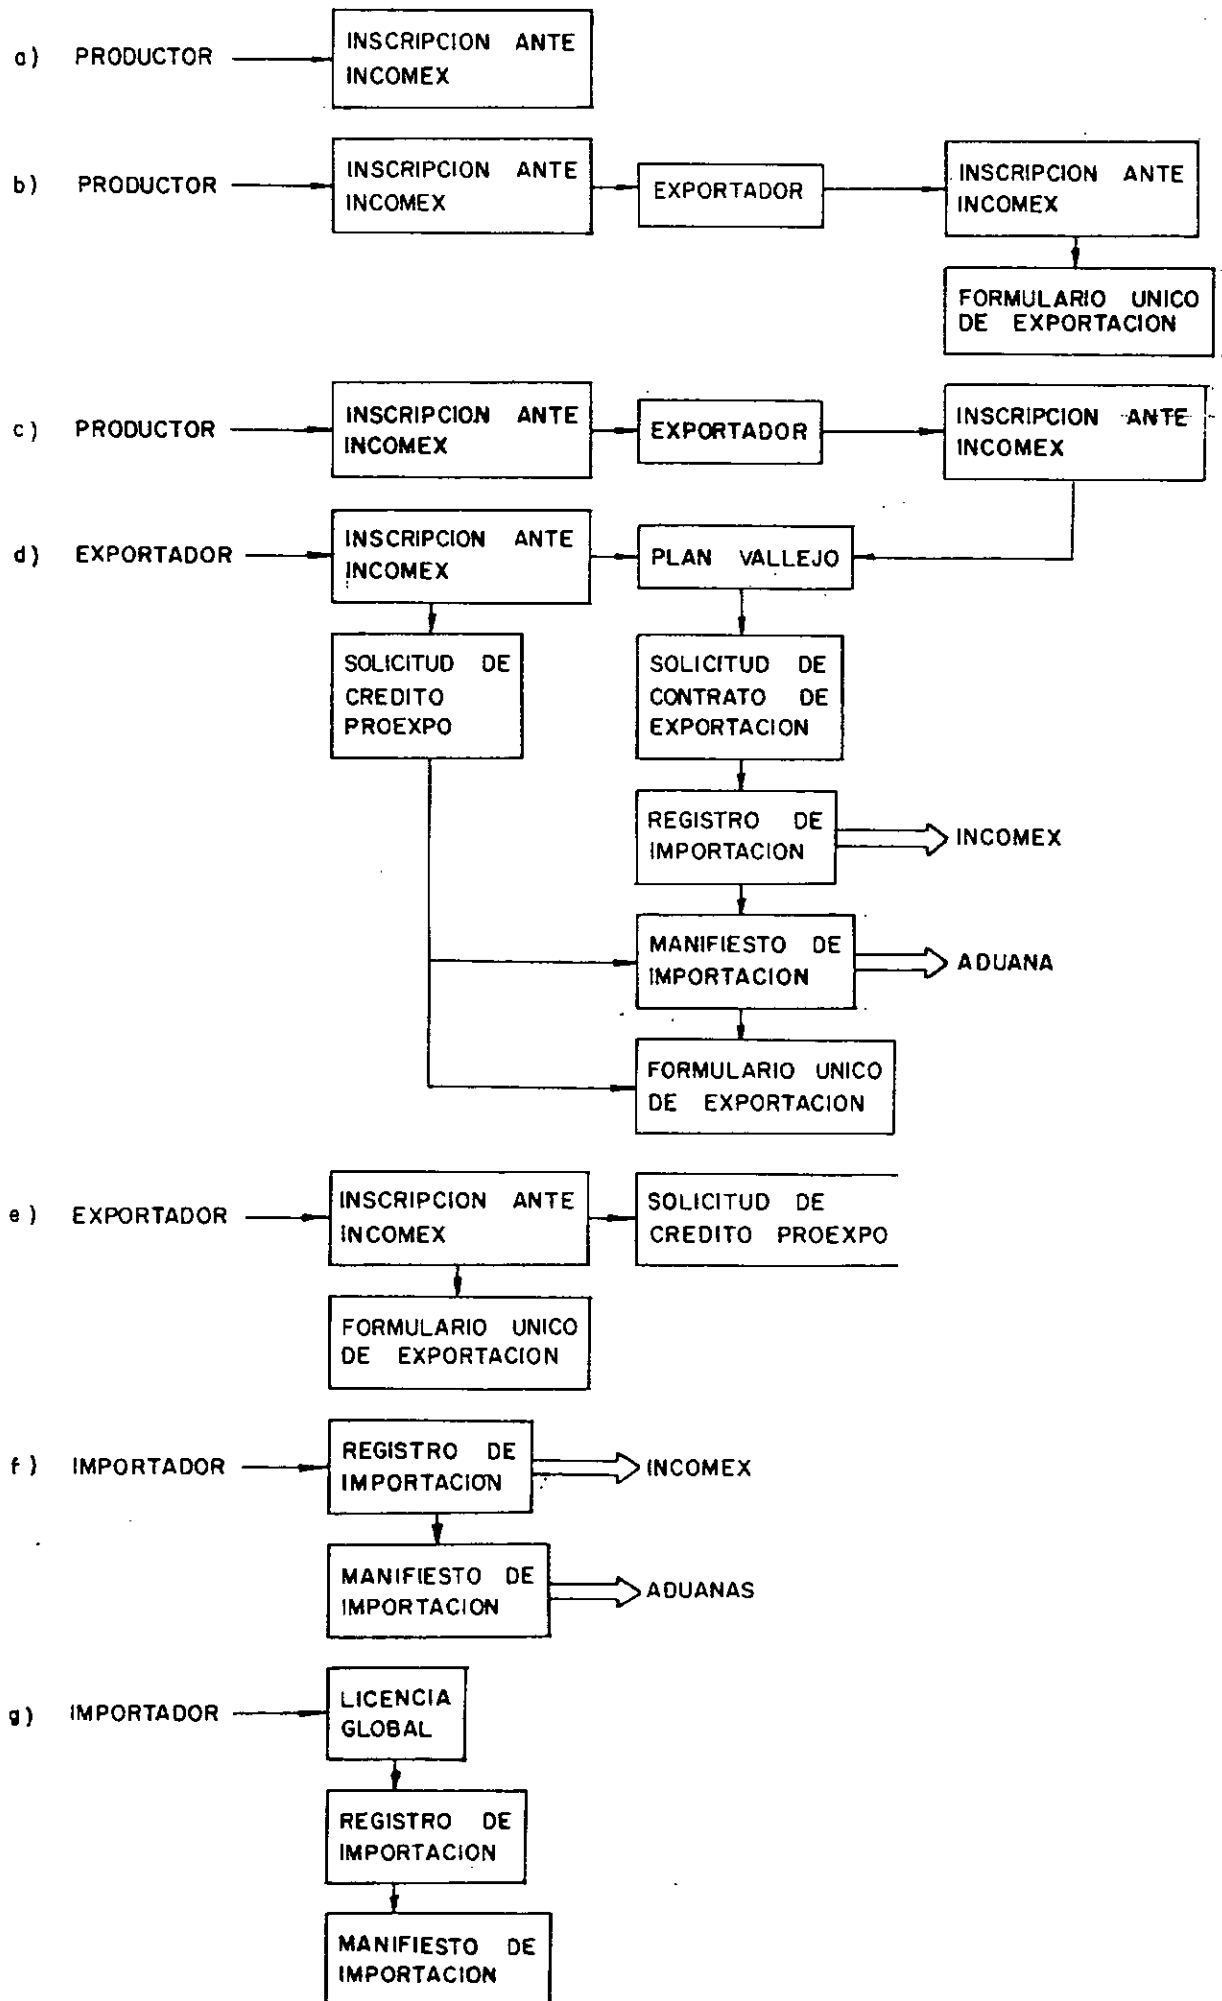 a) PRODUCTOR
INSCRIPCION ANTE
INCOMEX
b) PRODUCTOR
INSCRIPCION ANTE
INCOMEX
EXPORTADOR
INSCRIPCION ANTE
INCOMEX
FORMULARIO UNICO
DE EXPORTACION
c) PRODUCTOR
INSCRIPCION ANTE
INCOMEX
EXPORTADOR
INSCRIPCION ANTE
INCOMEX
d) EXPORTADOR
INSCRIPCION ANTE
INCOMEX
PLAN VALLEJO
SOLICITUD DE
CREDITO
PROEXPO
SOLICITUD DE
CONTRATO DE
EXPORTACION
REGISTRO DE
IMPORTACION
INCOMEX
MANIFIESTO DE
IMPORTACION
ADUANA
FORMULARIO UNICO
DE EXPORTACION
e) EXPORTADOR
INSCRIPCION ANTE
INCOMEX
SOLICITUD DE
CREDITO PROEXPO
FORMULARIO UNICO
DE EXPORTACION
f) IMPORTADOR
REGISTRO DE
IMPORTACION
INCOMEX
MANIFIESTO DE
IMPORTACION
ADUANAS
g) IMPORTADOR
LICENCIA
GLOBAL
REGISTRO DE
IMPORTACION
MANIFIESTO DE
IMPORTACION